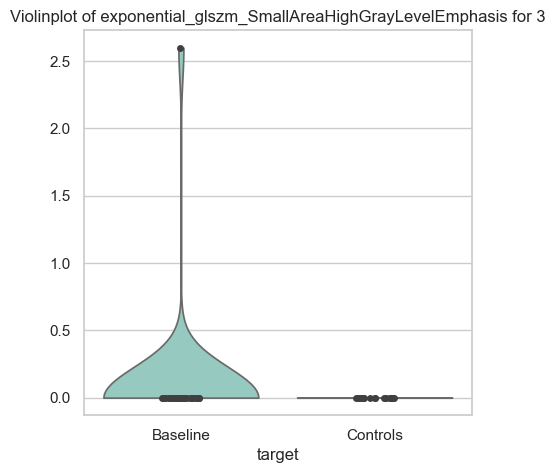 Violinplot of exponential_glszm_SmallAreaHighGrayLevelEmphasis for 3
2.5
2.0
1.5
1.0
0.5
0.0
Baseline Controls
target